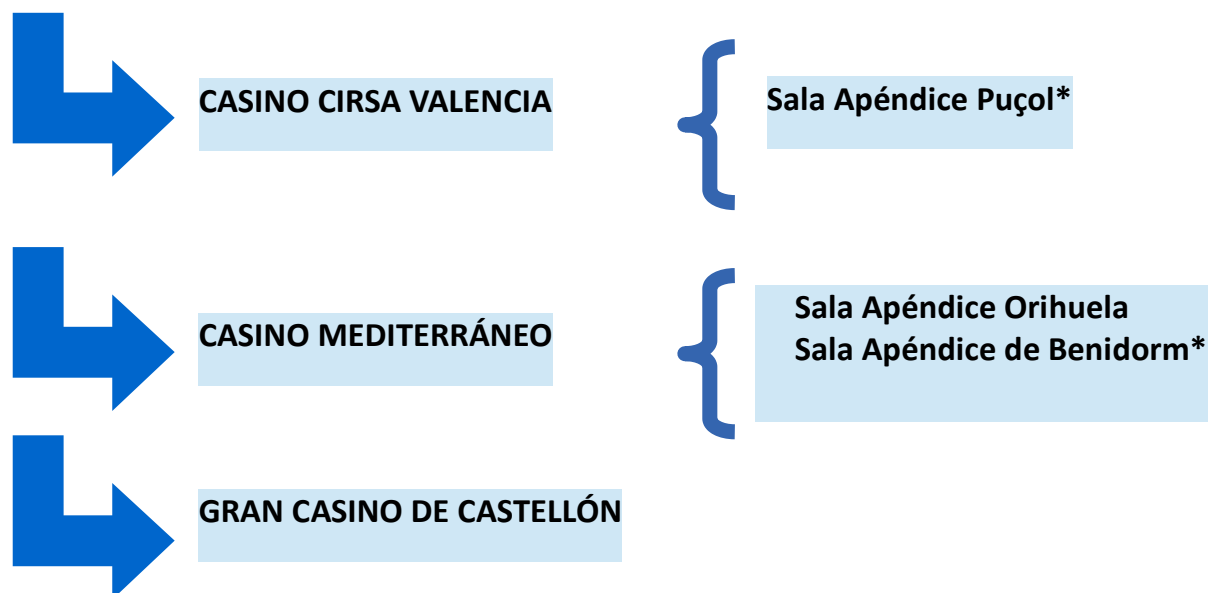 CASINO CIRSA VALENCIA
Sala Apéndice Puçol*
CASINO MEDITERRÁNEO
Sala Apéndice Orihuela
Sala Apéndice de Benidorm*
GRAN CASINO DE CASTELLÓN